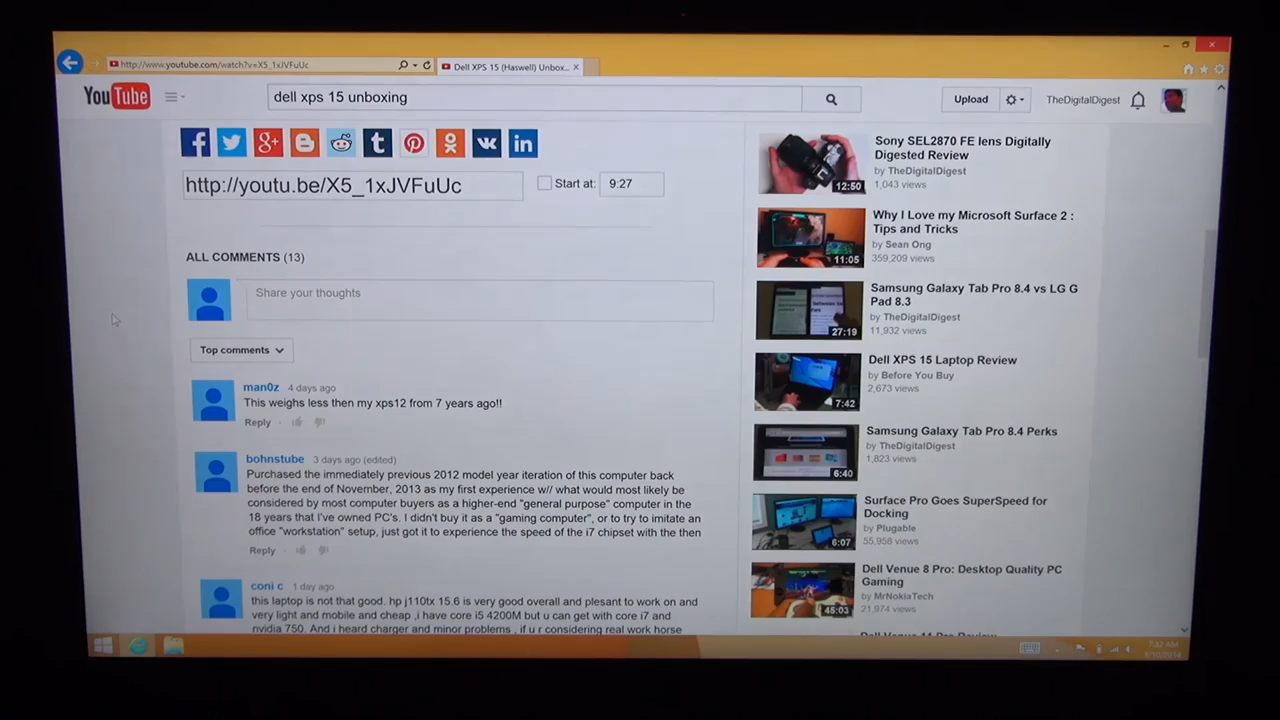 http://www.youtube.com/watch?v=X5_1xJVFuUc
Dell XPS 15 (Haswell) Unbox...
YouTube
dell xps 15 unboxing
Upload
TheDigitalDigest
http://youtu.be/X5_1xJVFuUc
Start at:
9:27
ALL COMMENTS (13)
Share your thoughts
Top comments
man0z 4 days ago
This weighs less then my xps12 from 7 years ago!!
Reply
bohnstube 3 days ago (edited)
Purchased the immediately previous 2012 model year iteration of this computer back
before the end of November, 2013 as my first experience w// what would most likely be
considered by most computer buyers as a higher-end "general purpose" computer in the
18 years that I've owned PC's. I didn't buy it as a "gaming computer", or to try to imitate an
office "workstation" setup, just got it to experience the speed of the i7 chipset with the then
Reply
coni c 1 day ago
this laptop is not that good. hp j110tx 15.6 is very good overall and plesant to work on and
very light and mobile and cheap ,i have core i5 4200M but u can get with core i7 and
nvidia 750. And i heard charger and minor problems , if u r considering real work horse
Sony SEL2870 FE lens Digitally
Digested Review
by TheDigitalDigest
1,043 views
12:50
Why I Love my Microsoft Surface 2 :
Tips and Tricks
by Sean Ong
359,209 views
11:05
Samsung Galaxy Tab Pro 8.4 vs LG G
Pad 8.3
by TheDigitalDigest
11,932 views
27:19
Dell XPS 15 Laptop Review
by Before You Buy
2,673 views
7:42
Samsung Galaxy Tab Pro 8.4 Perks
by TheDigitalDigest
1,823 views
6:40
Surface Pro Goes SuperSpeed for
Docking
by Plugable
55,958 views
6:07
Dell Venue 8 Pro: Desktop Quality PC
Gaming
by MrNokiaTech
21,974 views
45:03